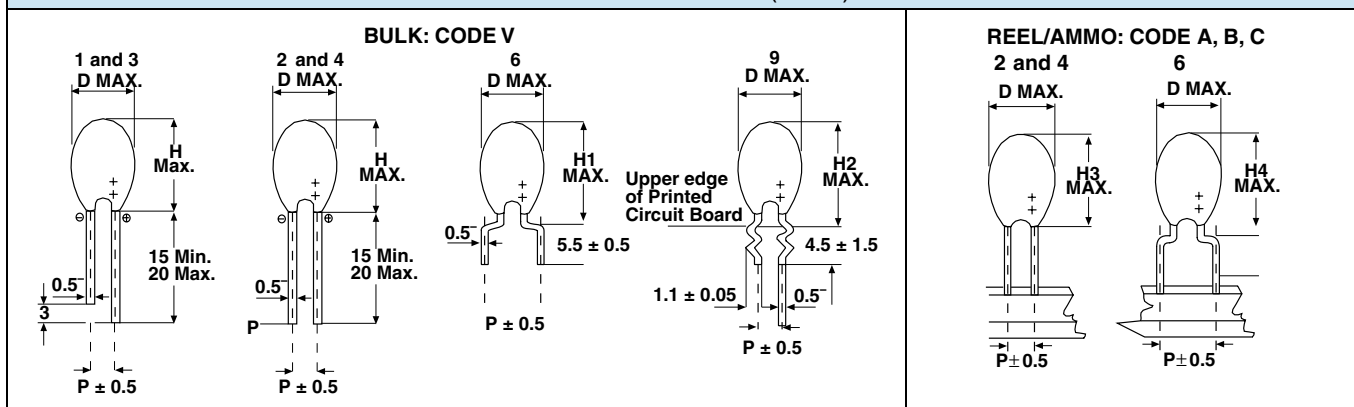 BULK: CODE V
1 and 3
D MAX.
H
Max.
+
+
⊖
⊕
15 Min.
20 Max.
0.5⁻
3
P ± 0.5
2 and 4
D MAX.
H
MAX.
+
+
⊖
⊕
15 Min.
20 Max.
0.5⁻
P
P ± 0.5
6
D MAX.
H1
MAX.
+
+
0.5⁻
5.5 ± 0.5
P ± 0.5
9
D MAX.
H2
MAX.
+
+
Upper edge
of Printed
Circuit Board
4.5 ± 1.5
1.1 ± 0.05
0.5⁻
P ± 0.5
REEL/AMMO: CODE A, B, C
2 and 4
D MAX.
H3
MAX.
+
+
P± 0.5
6
D MAX.
H4
MAX.
+
+
P± 0.5